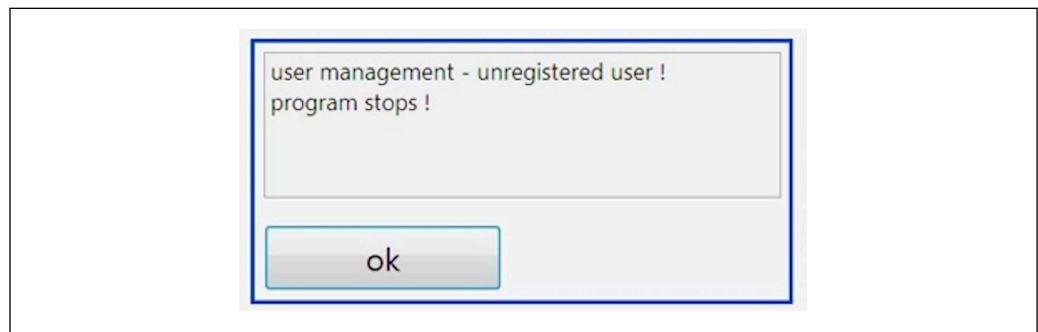 user management - unregistered user !
program stops !
ok